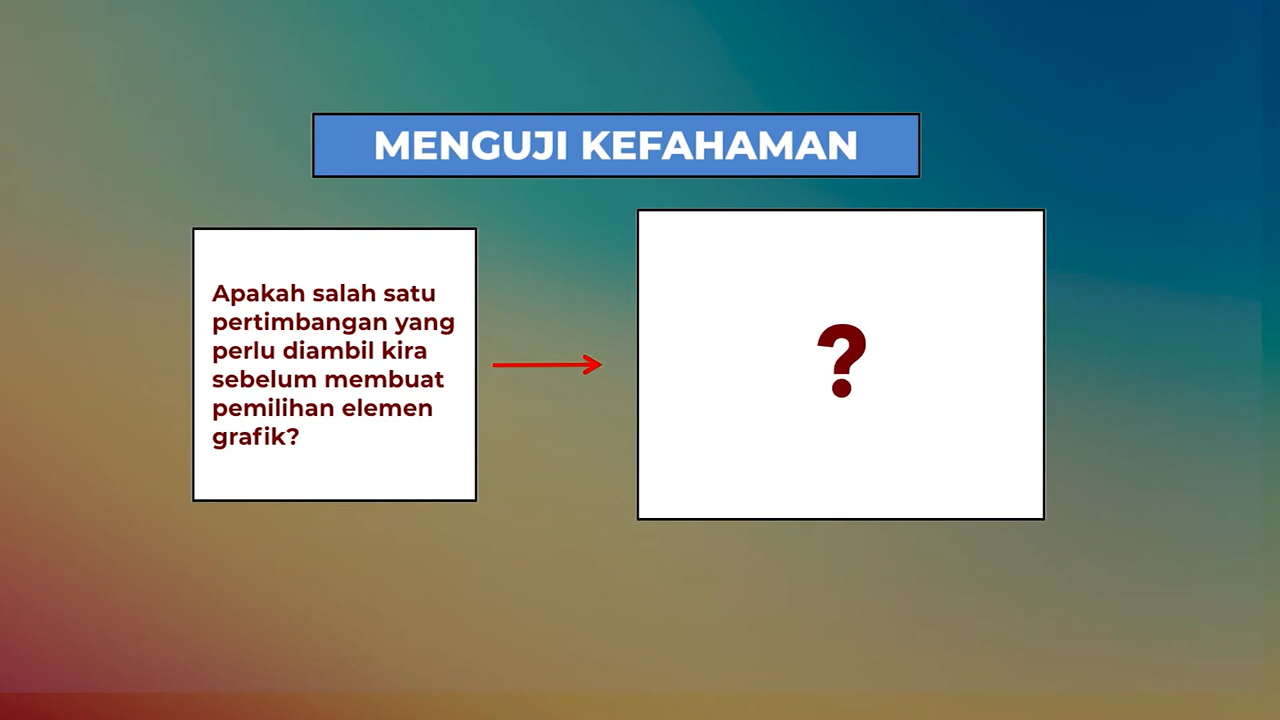 MENGUJI KEFAHAMAN
Apakah salah satu
pertimbangan yang
perlu diambil kira
sebelum membuat
pemilihan elemen
grafik?
?